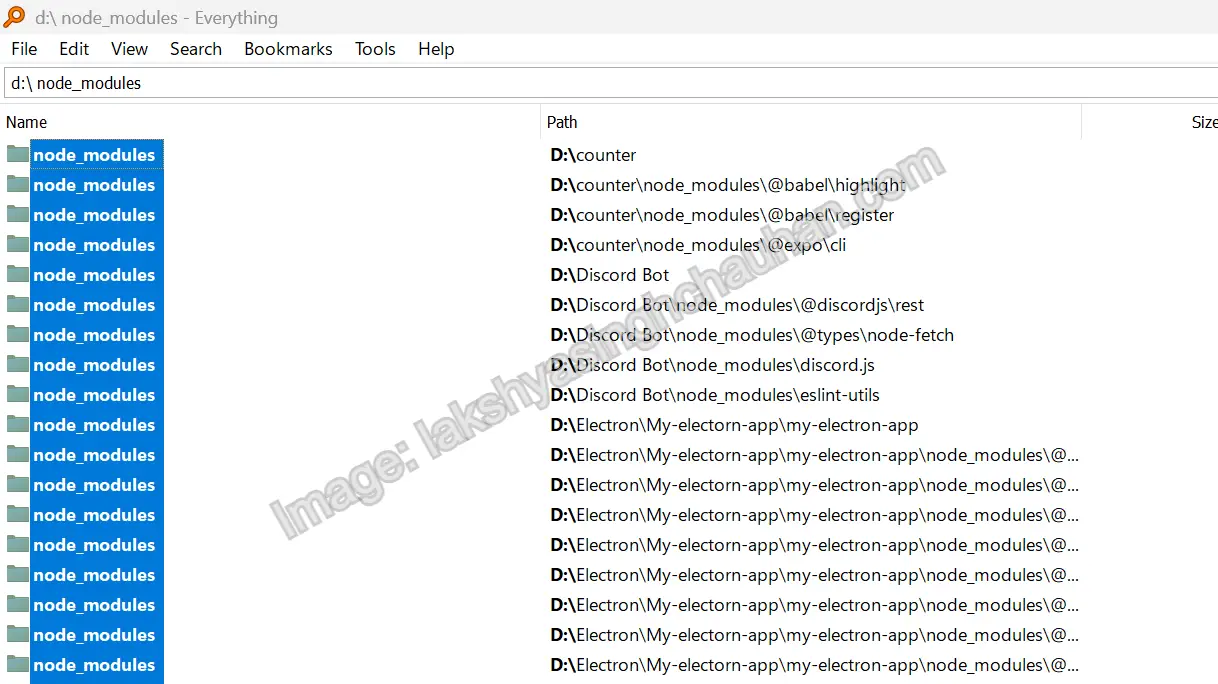 d:\ node_modules - Everything
File Edit View Search Bookmarks Tools Help
d:\ node_modules
Name Path Size
node_modules D:\counter
node_modules D:\counter\node_modules\@babel\highlight
node_modules D:\counter\node_modules\@babel\register
node_modules D:\counter\node_modules\@expo\cli
node_modules D:\Discord Bot
node_modules D:\Discord Bot\node_modules\@discordjs\rest
node_modules D:\Discord Bot\node_modules\@types\node-fetch
node_modules D:\Discord Bot\node_modules\discord.js
node_modules D:\Discord Bot\node_modules\eslint-utils
node_modules D:\Electron\My-electorn-app\my-electron-app
node_modules D:\Electron\My-electorn-app\my-electron-app\node_modules\@...
node_modules D:\Electron\My-electorn-app\my-electron-app\node_modules\@...
node_modules D:\Electron\My-electorn-app\my-electron-app\node_modules\@...
node_modules D:\Electron\My-electorn-app\my-electron-app\node_modules\@...
node_modules D:\Electron\My-electorn-app\my-electron-app\node_modules\@...
node_modules D:\Electron\My-electorn-app\my-electron-app\node_modules\@...
node_modules D:\Electron\My-electorn-app\my-electron-app\node_modules\@...
node_modules D:\Electron\My-electorn-app\my-electron-app\node_modules\@...
Image: lakshyasinghchauhan.com